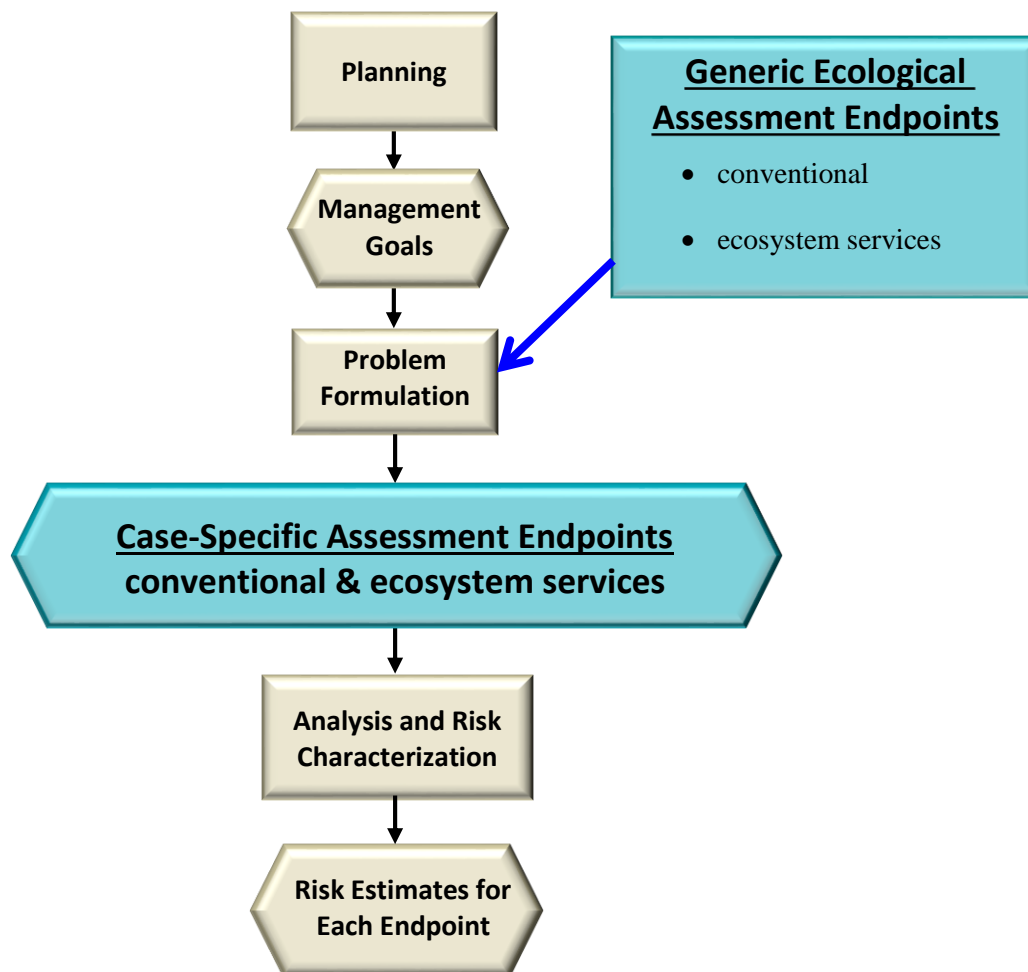 Planning
Generic Ecological
Assessment Endpoints
• conventional
• ecosystem services
Management
Goals
Problem
Formulation
Case-Specific Assessment Endpoints
conventional & ecosystem services
Analysis and Risk
Characterization
Risk Estimates for
Each Endpoint